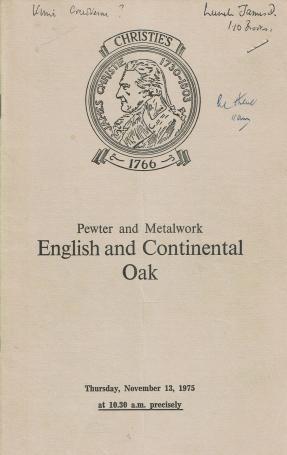 CHRISTIE'S
JAMES CHRISTIE 1730-1803
1766
Pewter and Metalwork
English and Continental
Oak
Thursday, November 13, 1975
at 10.30 a.m. precisely